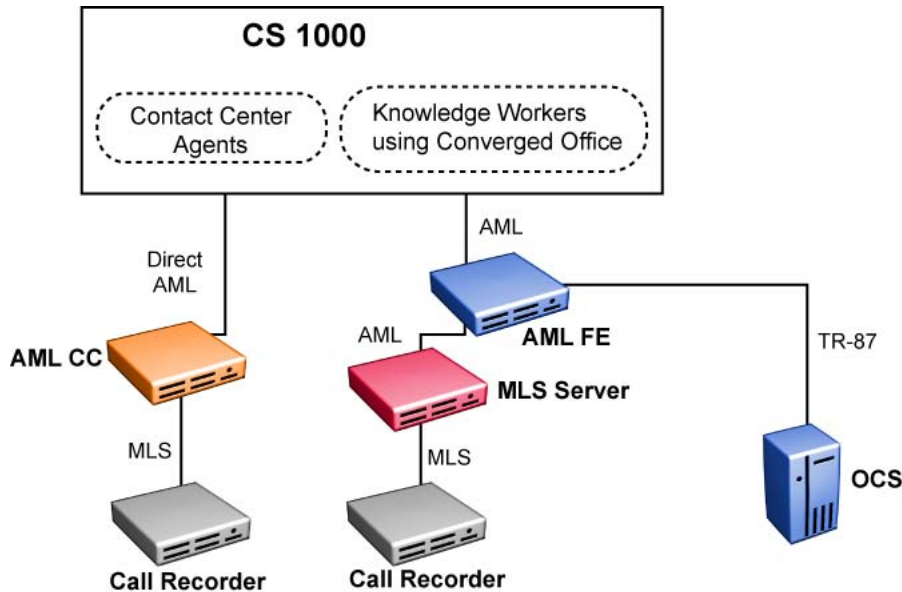 CS 1000
Contact Center
Agents
Knowledge Workers
using Converged Office
Direct
AML
AML
AML CC
AML
AML FE
TR-87
MLS Server
MLS
MLS
OCS
Call Recorder
Call Recorder